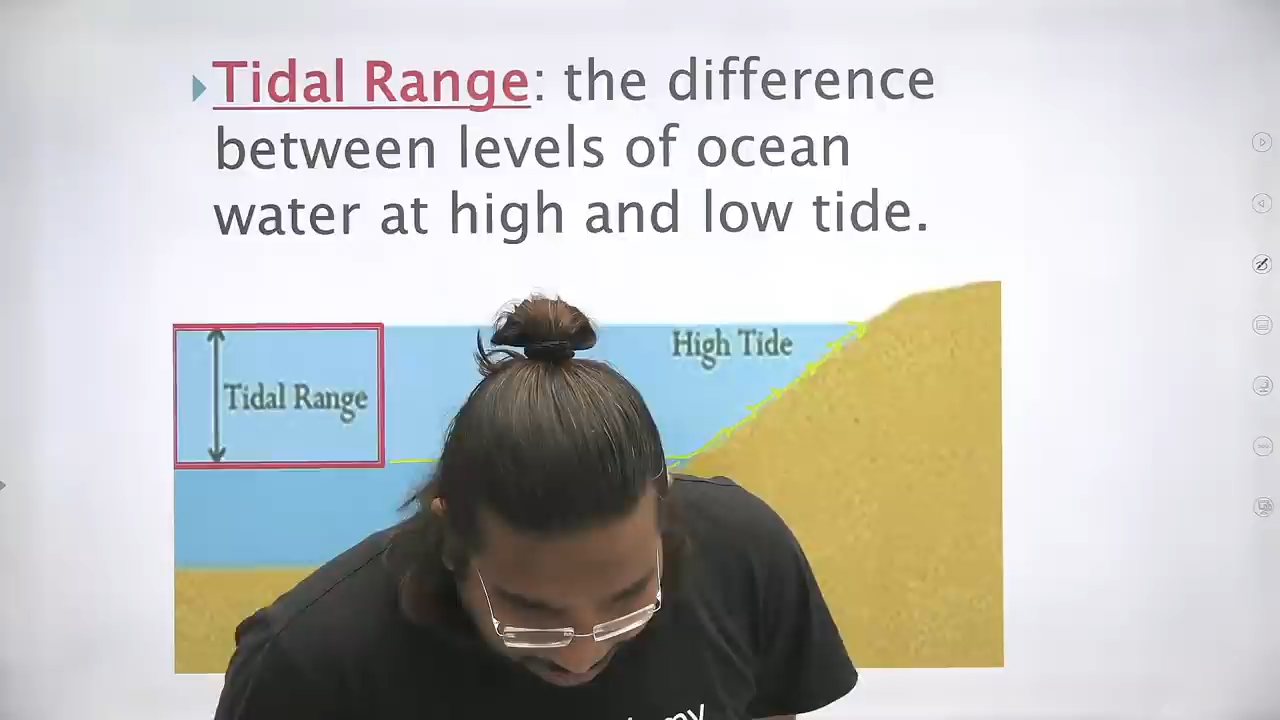 Tidal Range: the difference
between levels of ocean
water at high and low tide.
High Tide
Tidal Range